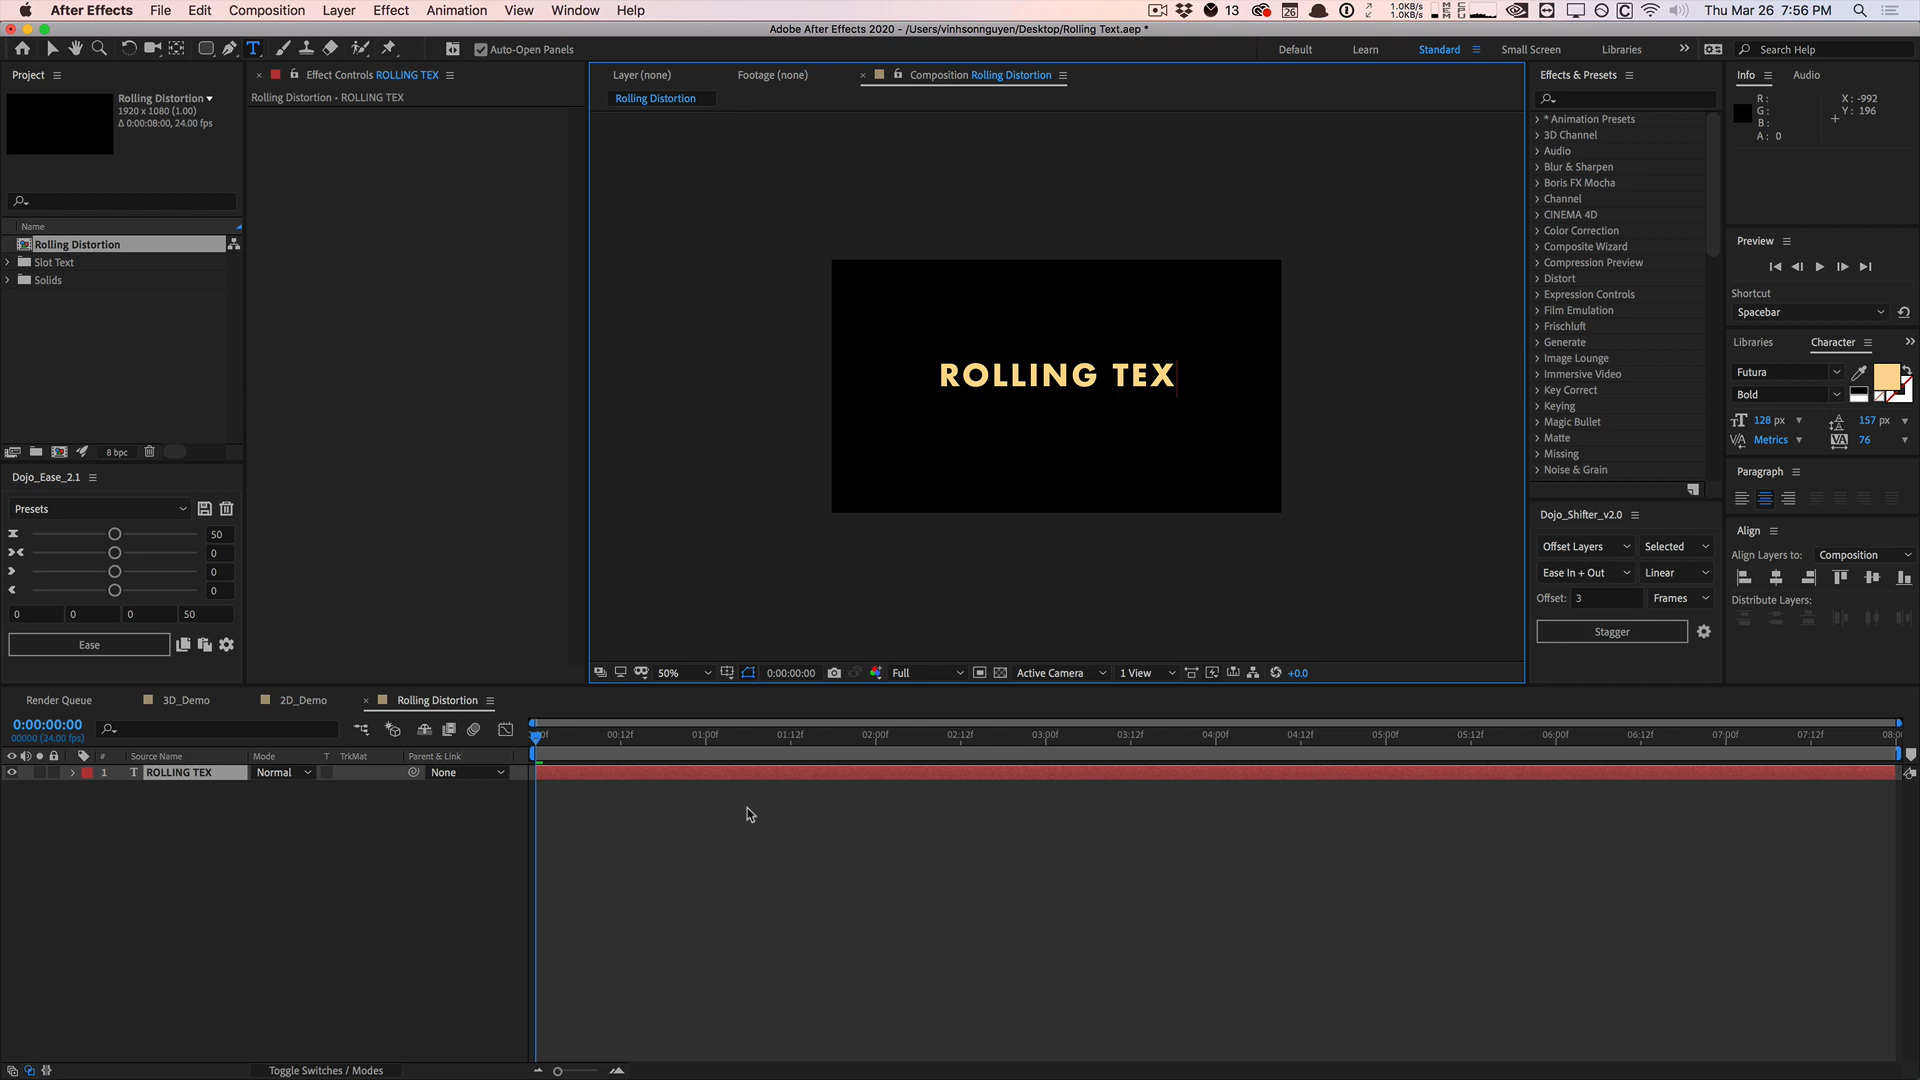 After Effects File Edit Composition Layer Effect Animation View Window Help 13 26 1.0KB/s 1.0KB/s Thu Mar 26 7:56 PM
Adobe After Effects 2020 - /Users/vinhsonnguyen/Desktop/Rolling Text.aep *
T Auto-Open Panels Default Learn Standard Small Screen Libraries Search Help
Project
Rolling Distortion
1920 x 1080 (1.00)
Δ 0:00:08:00, 24.00 fps
Name
Rolling Distortion
Slot Text
Solids
8 bpc
Dojo_Ease_2.1
Presets
50
0
0
0
0 0 0 50
Ease
Effect Controls ROLLING TEX
Rolling Distortion • ROLLING TEX
Layer (none) Footage (none) Composition Rolling Distortion
Rolling Distortion
ROLLING TEX
50% 0:00:00:00 Full Active Camera 1 View +0.0
Effects & Presets
* Animation Presets
3D Channel
Audio
Blur & Sharpen
Boris FX Mocha
Channel
CINEMA 4D
Color Correction
Composite Wizard
Compression Preview
Distort
Expression Controls
Film Emulation
Frischluft
Generate
Image Lounge
Immersive Video
Key Correct
Keying
Magic Bullet
Matte
Missing
Noise & Grain
Dojo_Shifter_v2.0
Offset Layers Selected
Ease In + Out Linear
Offset: 3 Frames
Stagger
Info Audio
R: X: -992
G: Y: 196
B:
A: 0
Preview
Shortcut
Spacebar
Libraries Character
Futura
Bold
128 px 157 px
Metrics 76
Paragraph
Align
Align Layers to: Composition
Distribute Layers:
Render Queue 3D_Demo 2D_Demo Rolling Distortion
0:00:00:00
00000 (24.00 fps)
# Source Name Mode T TrkMat Parent & Link
1 T ROLLING TEX Normal None
00:12f 01:00f 01:12f 02:00f 02:12f 03:00f 03:12f 04:00f 04:12f 05:00f 05:12f 06:00f 06:12f 07:00f 07:12f
Toggle Switches / Modes